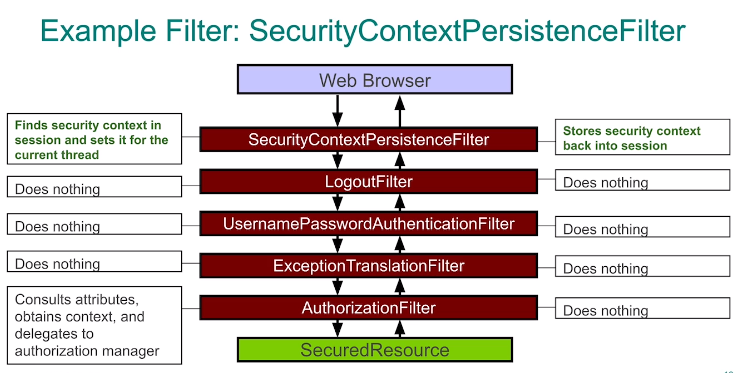 Example Filter: SecurityContextPersistenceFilter
Web Browser
Finds security context in
session and sets it for the
current thread
SecurityContextPersistenceFilter
Stores security context
back into session
Does nothing
LogoutFilter
Does nothing
Does nothing
UsernamePasswordAuthenticationFilter
Does nothing
Does nothing
ExceptionTranslationFilter
Does nothing
Consults attributes,
obtains context, and
delegates to
authorization manager
AuthorizationFilter
Does nothing
SecuredResource